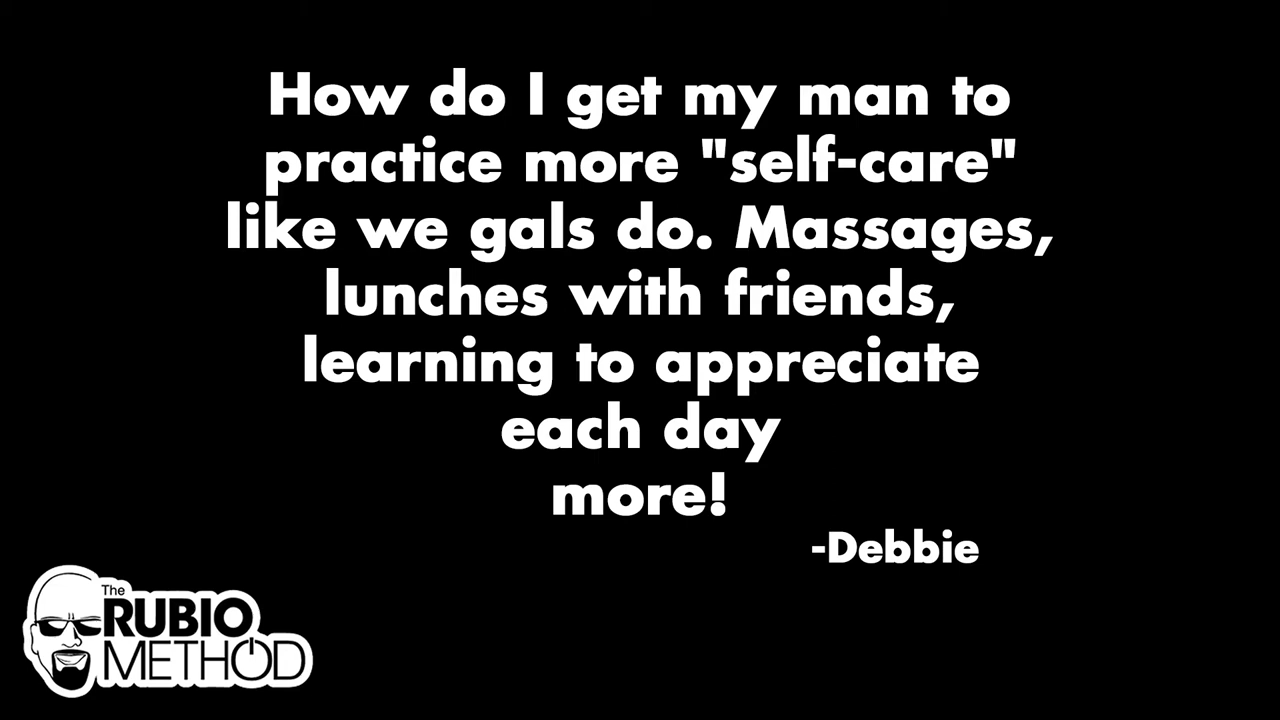 How do I get my man to
practice more "self-care"
like we gals do. Massages,
lunches with friends,
learning to appreciate
each day
more!
-Debbie
The
RUBIO
METHOD